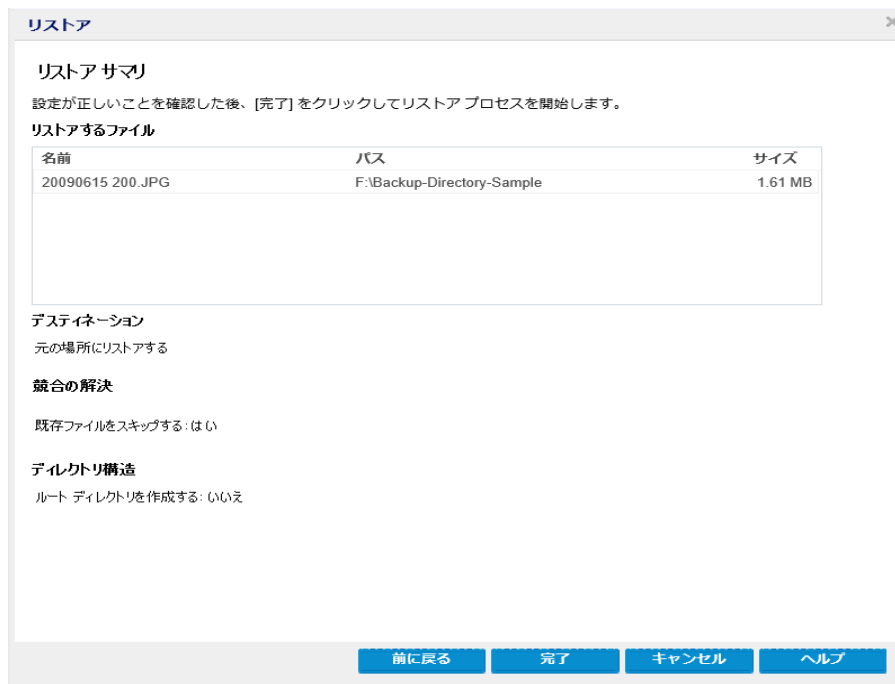 リストア
リストア サマリ
設定が正しいことを確認した後、[完了] をクリックしてリストア プロセスを開始します。
リストアするファイル
名前 パス サイズ
20090615 200.JPG F:\Backup-Directory-Sample 1.61 MB
デスティネーション
元の場所にリストアする
競合の解決
既存ファイルをスキップする: はい
ディレクトリ構造
ルート ディレクトリを作成する: いいえ
前に戻る 完了 キャンセル ヘルプ